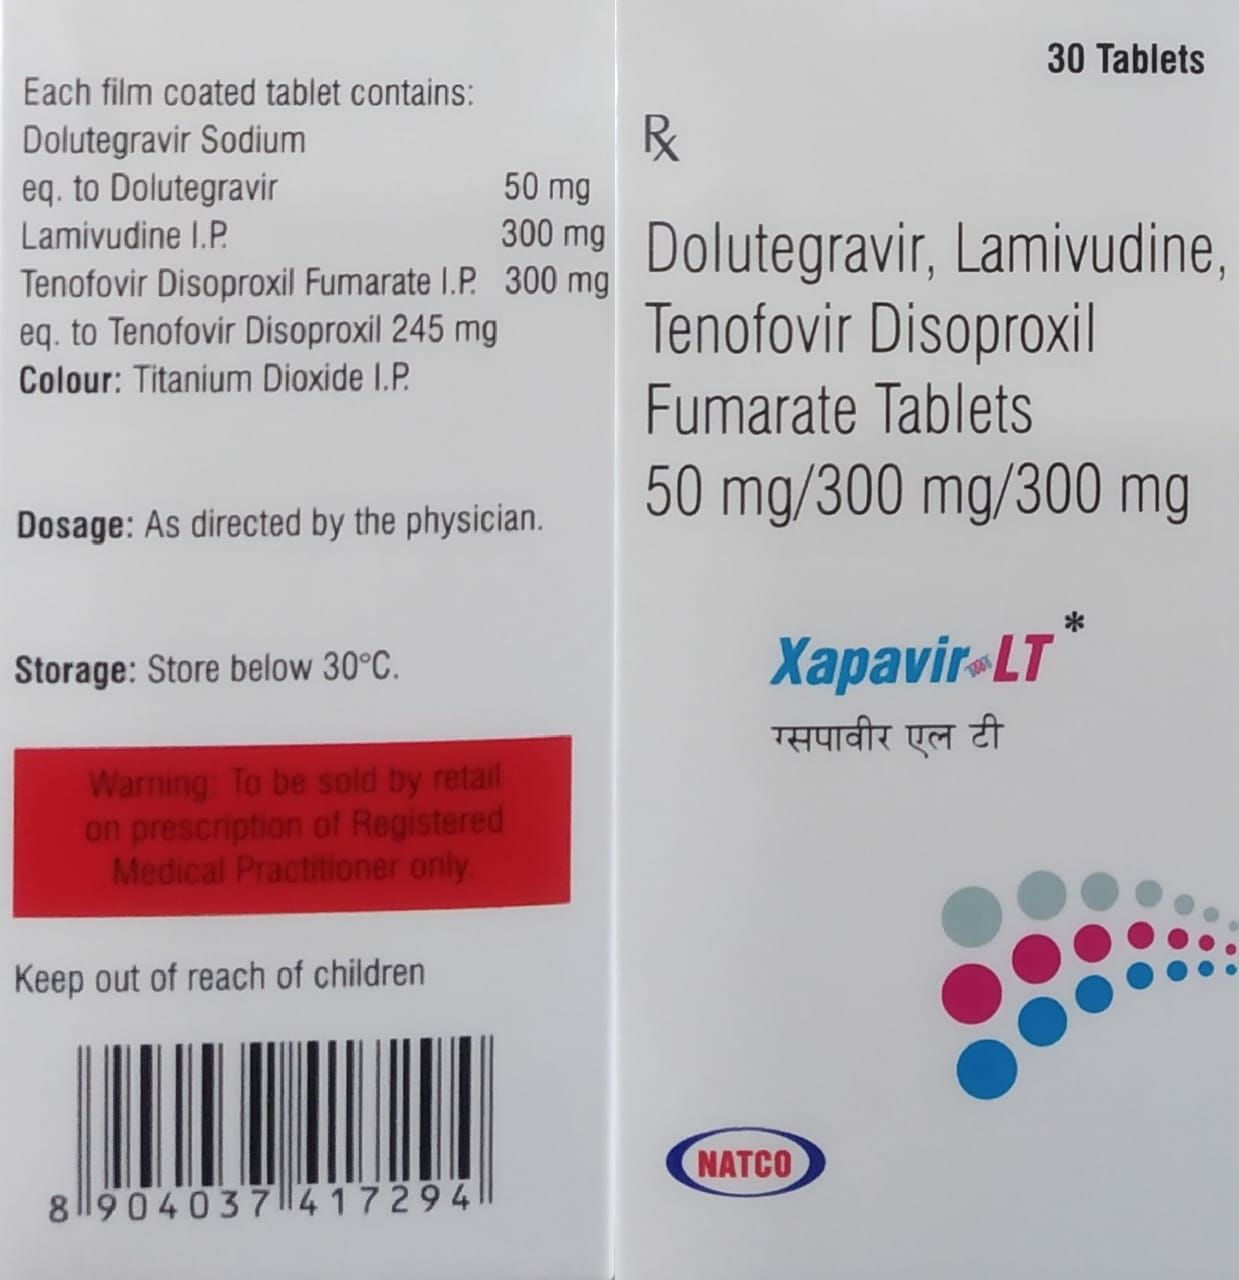 Each film coated tablet contains:
Dolutegravir Sodium
eq. to Dolutegravir 50 mg
Lamivudine I.P. 300 mg
Tenofovir Disoproxil Fumarate I.P. 300 mg
eq. to Tenofovir Disoproxil 245 mg
Colour: Titanium Dioxide I.P.
Dosage: As directed by the physician.
Storage: Store below 30°C.
Warning: To be sold by retail
on prescription of Registered
Medical Practitioner only.
Keep out of reach of children
8 904037 417294
30 Tablets
Rx
Dolutegravir, Lamivudine,
Tenofovir Disoproxil
Fumarate Tablets
50 mg/300 mg/300 mg
Xapavir-LT*
ग्सपावीर एल टी
NATCO